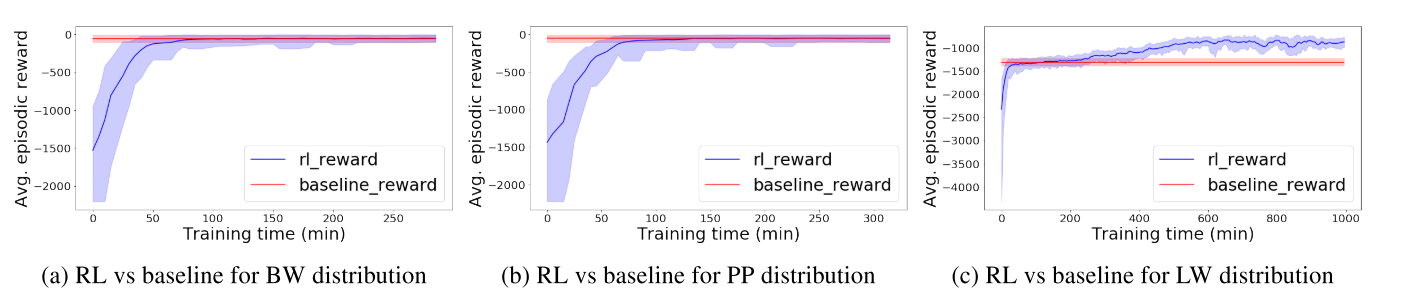 Avg. episodic reward
0
−500
−1000
−1500
−2000
rl_reward
baseline_reward
0 50 100 150 200 250
Training time (min)
(a) RL vs baseline for BW distribution
Avg. episodic reward
0
−500
−1000
−1500
−2000
rl_reward
baseline_reward
0 50 100 150 200 250 300
Training time (min)
(b) RL vs baseline for PP distribution
Avg. episodic reward
−1000
−1500
−2000
−2500
−3000
−3500
−4000
rl_reward
baseline_reward
0 200 400 600 800 1000
Training time (min)
(c) RL vs baseline for LW distribution